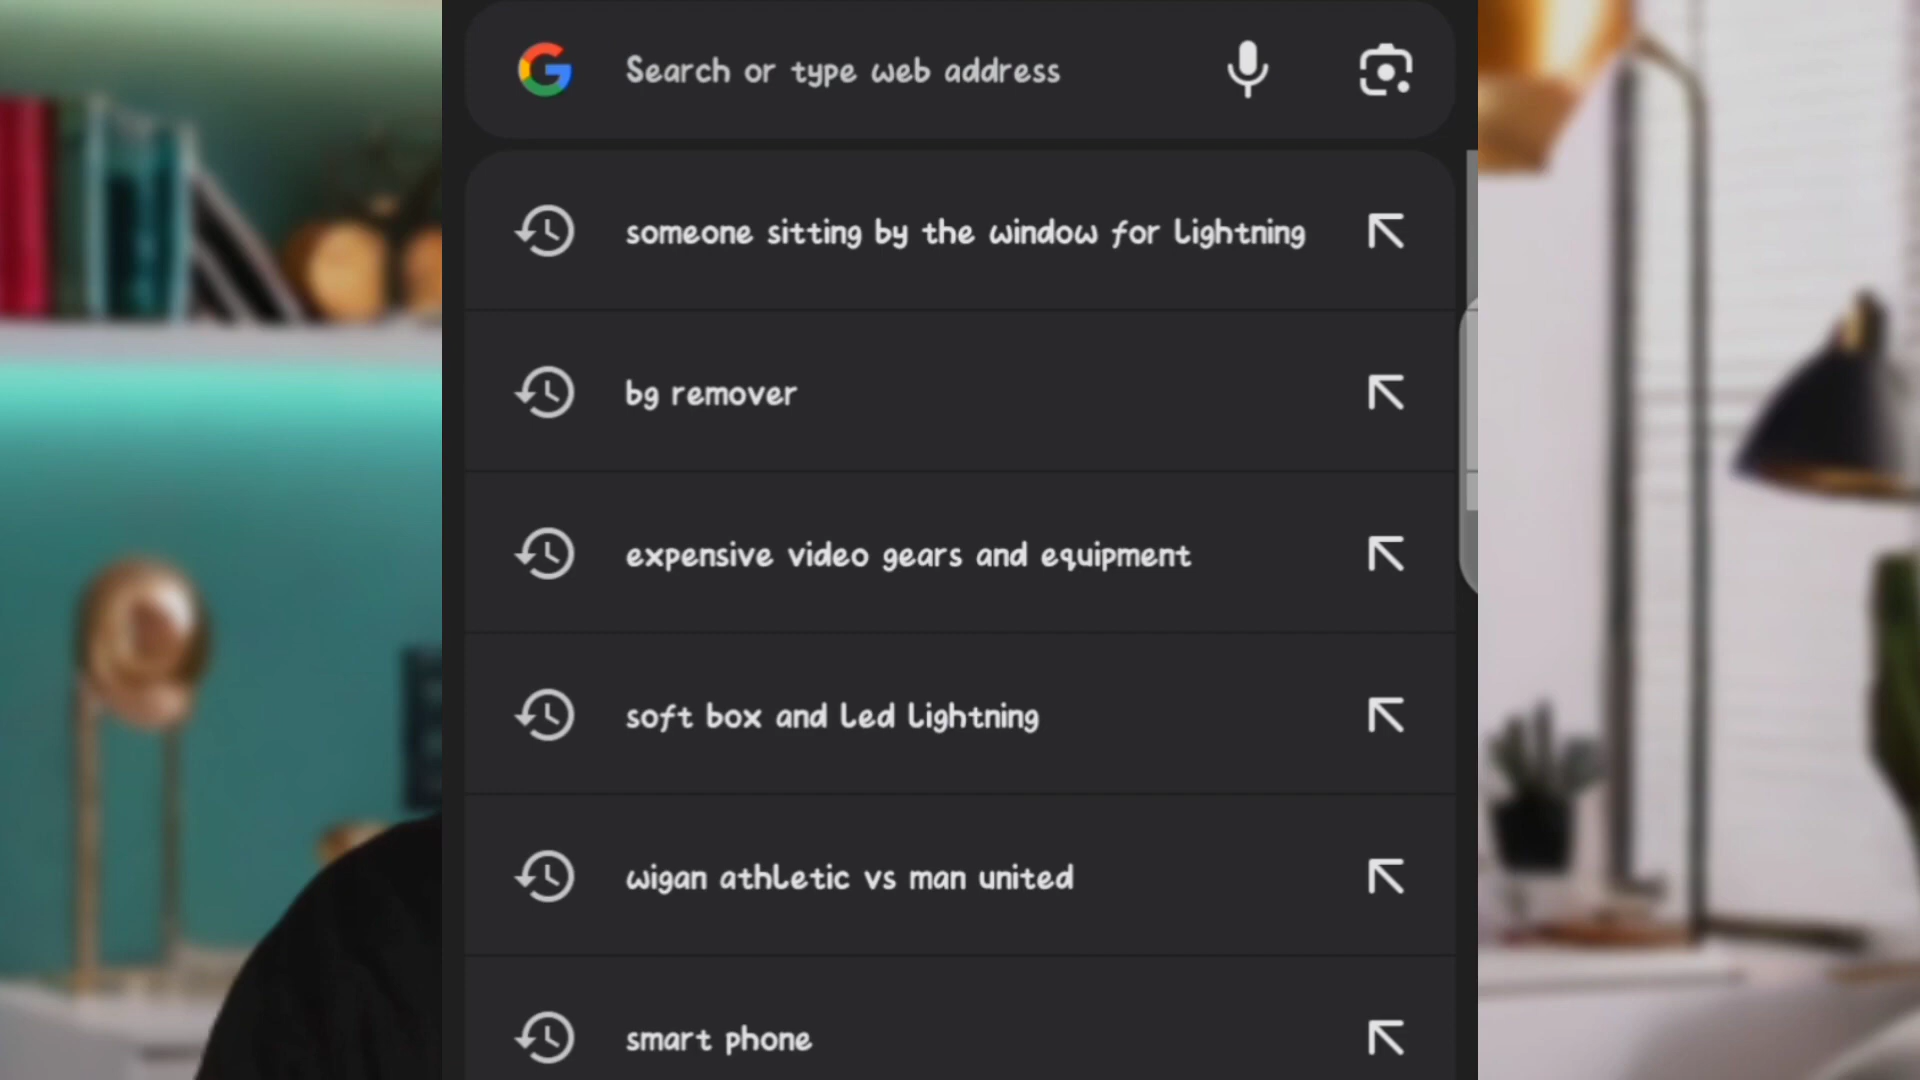 Search or type web address
someone sitting by the window for lightning
bg remover
expensive video gears and equipment
soft box and led lightning
wigan athletic vs man united
smart phone